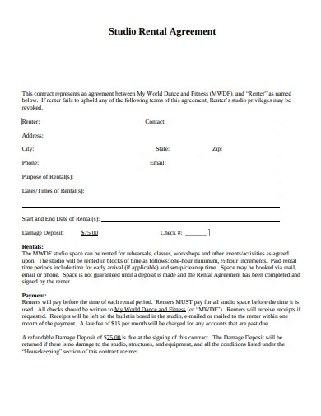 Studio Rental Agreement
This contract represents an agreement between My World Dance and Fitness (MWDF), and "Renter" as named
below. If renter fails to uphold any of the following terms of this agreement, Renter's studio privileges may be
revoked.
Renter: Contact
Address:
City: State: Zip:
Phone: Email:
Purpose of Rental(s):
Dates/Times of Rental(s):
Start and End Date of Rental(s):
Damage Deposit: $75.00 Check #:
Rentals:
The MWDF studio space can be rented for rehearsals, classes, workshops and other events/activities as agreed
upon. The studio will be rented in blocks of time as follows: one-hour minimum, ½ hour increments. Paid rental
time periods include time for early arrival (if applicable) and setup/clean-up time. Space may be booked via mail,
email or phone. Space is not guaranteed until a deposit is made and the Rental Agreement has been completed and
signed by the renter.
Payment:
Renters will pay before the time of each rental period. Renters MUST pay for all studio space before the time it is
used. All checks should be written to My World Dance and Fitness (or "MWDF"). Renters will receive receipts if
requested. Receipts will be left on the bulletin board in the studio, e-mailed or mailed to the renter within one
month of the payment. A late fee of $15 per month will be charged for any accounts that are past due.
A refundable Damage Deposit of $75.00 is due at the signing of this contract. The Damage Deposit will be
returned if there is no damage to the studio, structures, and equipment, and all the conditions listed under the
"Housekeeping" section of this contract are met.